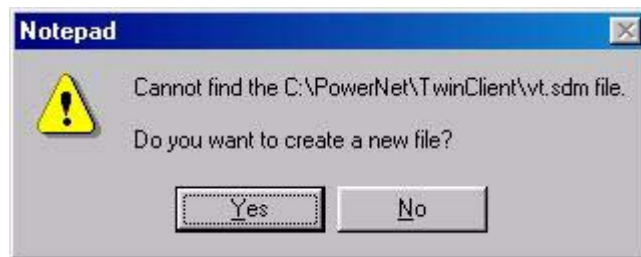 Notepad
Cannot find the C:\PowerNet\TwinClient\vt.sdm file.
Do you want to create a new file?
Yes No